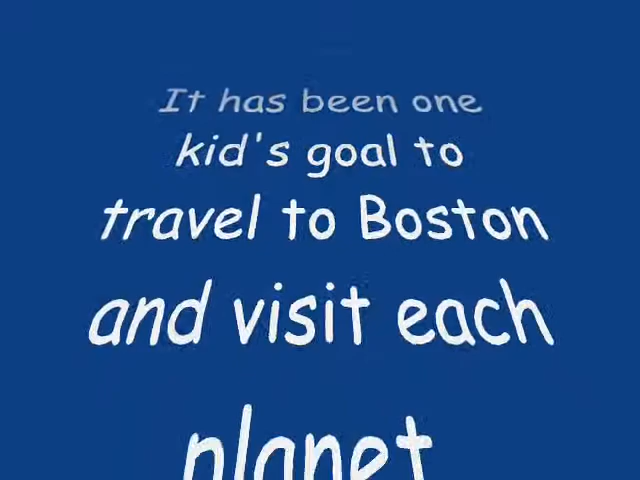 It has been one
kid's goal to
travel to Boston
and visit each
planet